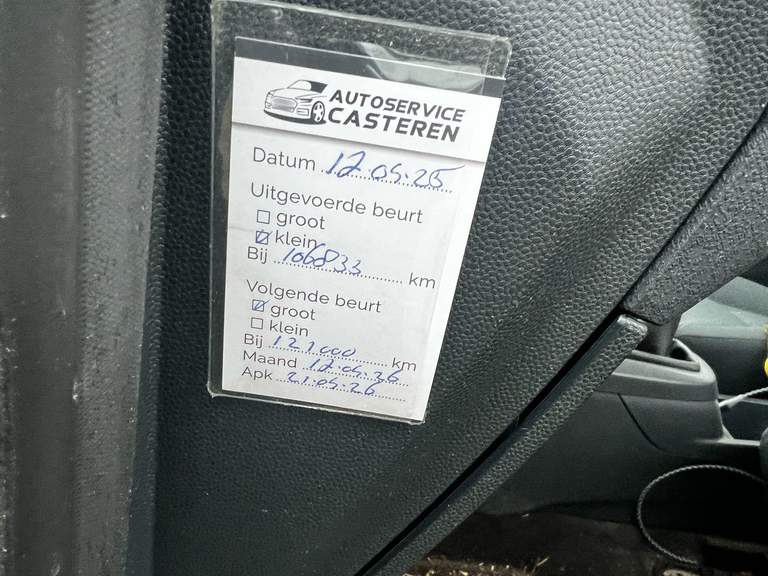 AUTOSERVICE
CASTEREN
Datum 12.05.25
Uitgevoerde beurt
groot
klein
Bij 106833 km
Volgende beurt
groot
klein
Bij 121000 km
Maand 12.05.26
Apk 21.05.26